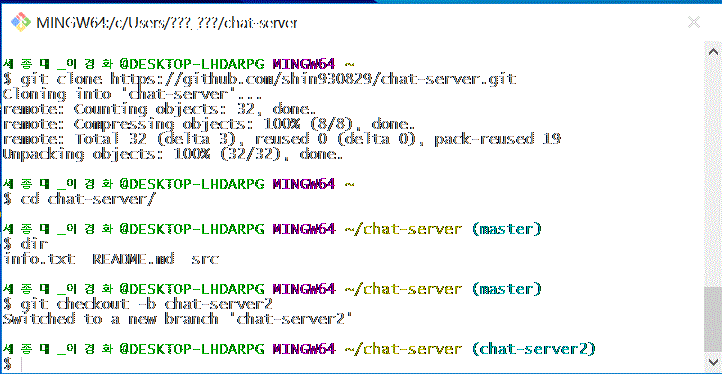 MINGW64:/c/Users/???_???/chat-server
세종대_이경화@DESKTOP-LHDARPG MINGW64 ~
$ git clone https://github.com/shin930829/chat-server.git
Cloning into 'chat-server'...
remote: Counting objects: 32, done.
remote: Compressing objects: 100% (8/8), done.
remote: Total 32 (delta 3), reused 0 (delta 0), pack-reused 19
Unpacking objects: 100% (32/32), done.
세종대_이경화@DESKTOP-LHDARPG MINGW64 ~
$ cd chat-server/
세종대_이경화@DESKTOP-LHDARPG MINGW64 ~/chat-server (master)
$ dir
info.txt README.md src
세종대_이경화@DESKTOP-LHDARPG MINGW64 ~/chat-server (master)
$ git checkout -b chat-server2
Switched to a new branch 'chat-server2'
세종대_이경화@DESKTOP-LHDARPG MINGW64 ~/chat-server (chat-server2)
$